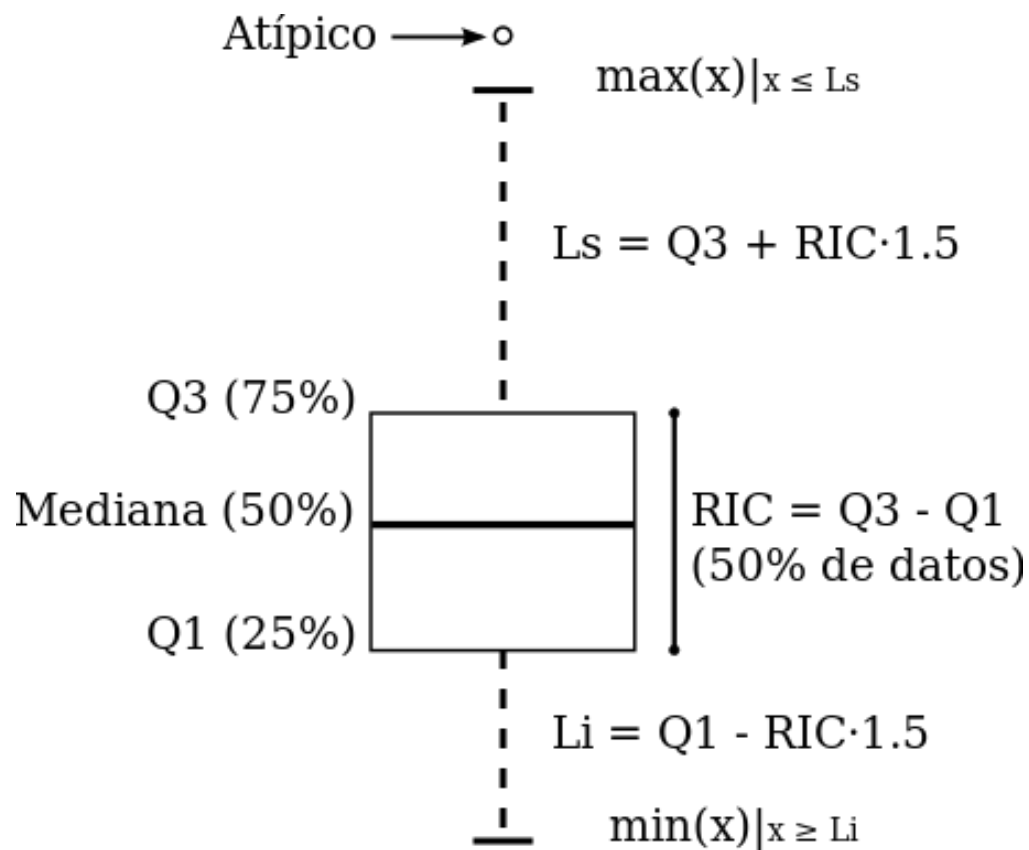 Atípico
max(x)|x ≤ Ls
Ls = Q3 + RIC·1.5
Q3 (75%)
Mediana (50%)
RIC = Q3 - Q1
(50% de datos)
Q1 (25%)
Li = Q1 - RIC·1.5
min(x)|x ≥ Li